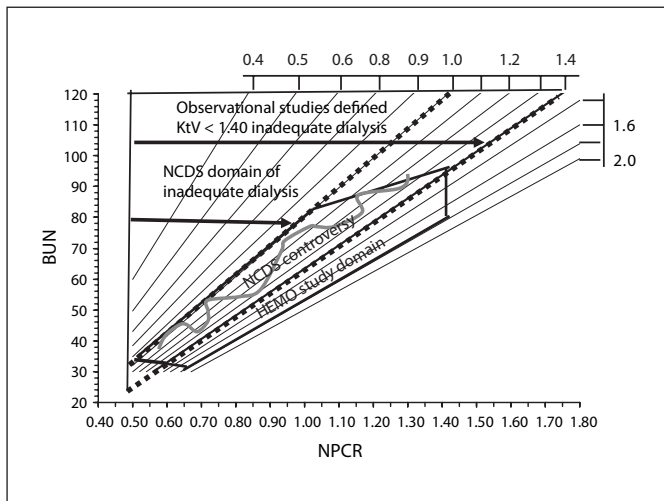 0.4 0.5 0.6 0.8 0.9 1.0 1.2 1.4
120
110
100
90
80
70
60
50
40
30
20
BUN
Observational studies defined
KtV < 1.40 inadequate dialysis
NCDS domain of
inadequate dialysis
NCDS controversy
HEMO study domain
1.6
2.0
0.40 0.50 0.60 0.70 0.80 0.90 1.00 1.10 1.20 1.30 1.40 1.50 1.60 1.70 1.80
NPCR